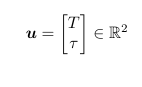 𝒖 = [T τ] ∈ ℝ²